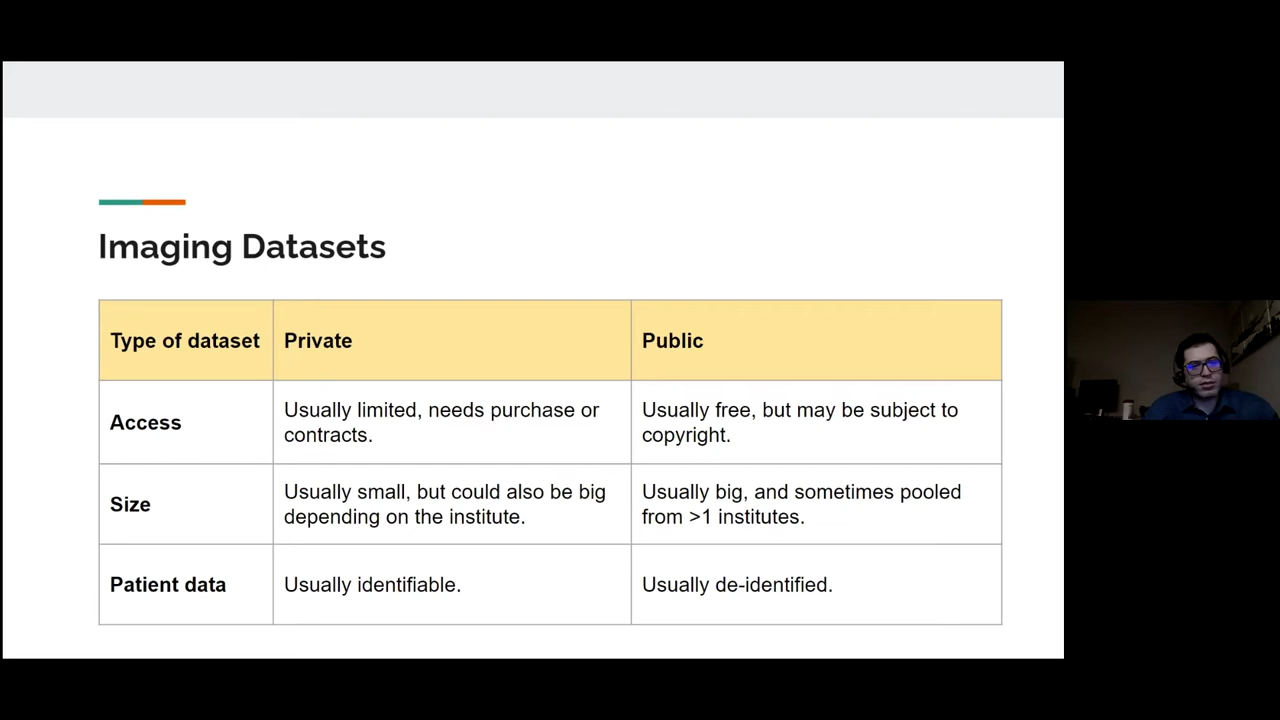 Imaging Datasets
Type of dataset
Private
Public
Access
Usually limited, needs purchase or
contracts.
Usually free, but may be subject to
copyright.
Size
Usually small, but could also be big
depending on the institute.
Usually big, and sometimes pooled
from >1 institutes.
Patient data
Usually identifiable.
Usually de-identified.